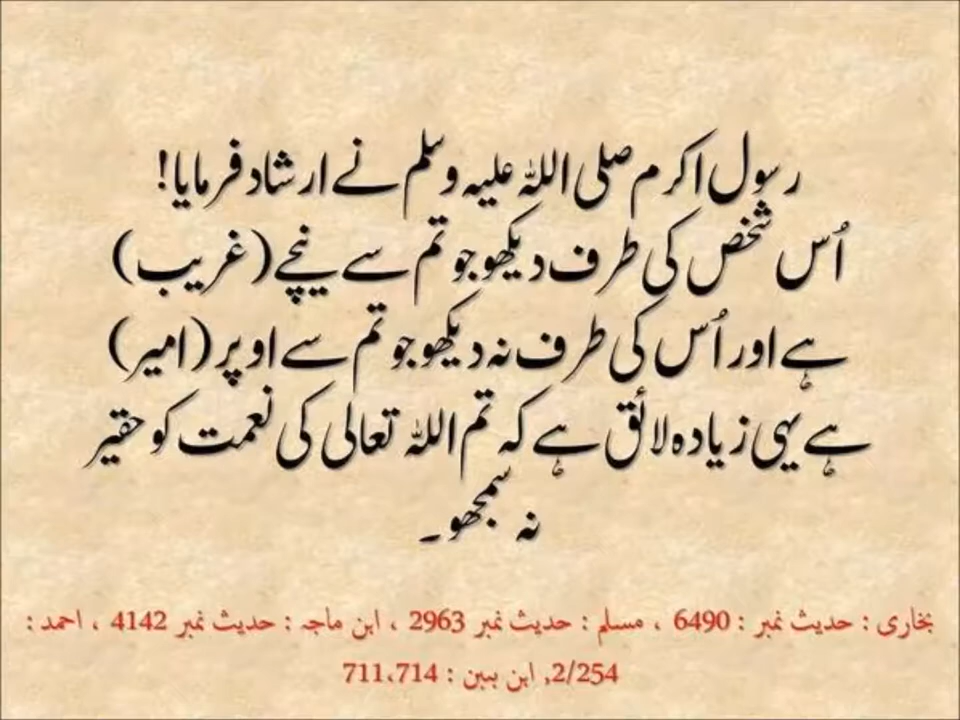 رسول اکرم صلی اللہ علیہ وسلم نے ارشاد فرمایا!
اُس شخص کی طرف دیکھو جو تم سے نیچے (غریب)
ہے اور اُس کی طرف نہ دیکھو جو تم سے اوپر (امیر)
ہے یہی زیادہ لائق ہے کہ تم اللہ تعالی کی نعمت کو حقیر
نہ سمجھو۔
بخاری : حدیث نمبر : 6490 ، مسلم : حدیث نمبر 2963 ، ابن ماجہ : حدیث نمبر 4142 ، احمد :
2/254, ابن ببن : 711،714